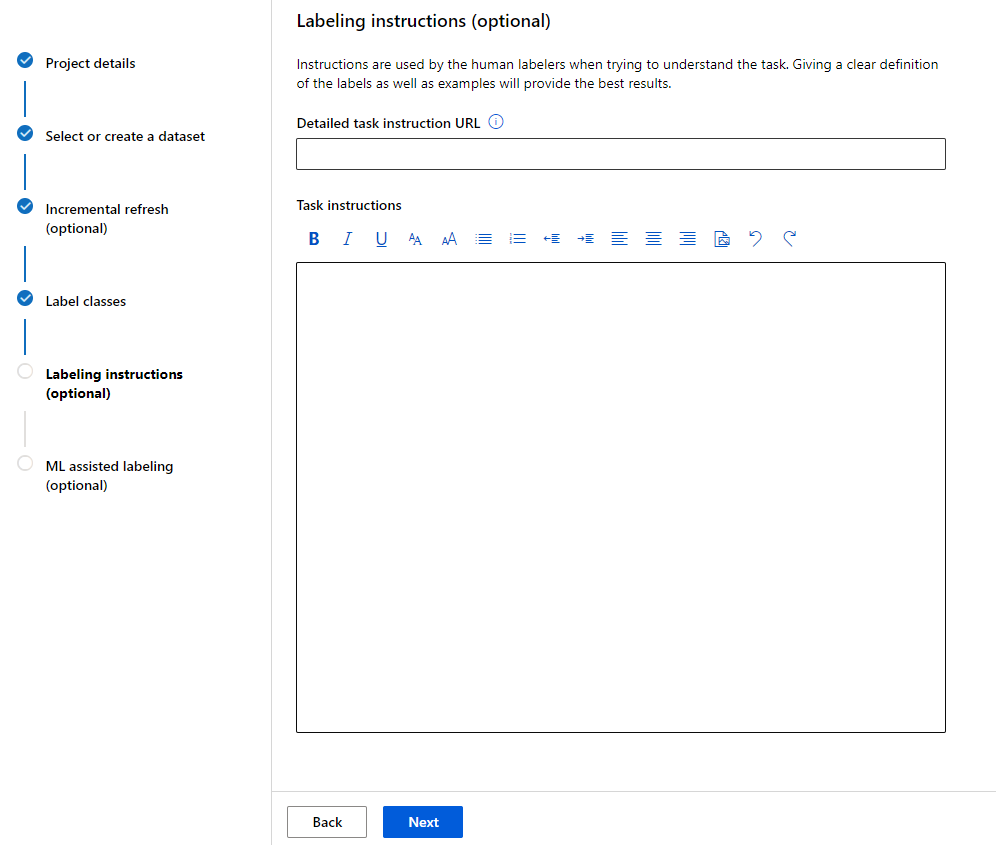 Project details
Select or create a dataset
Incremental refresh
(optional)
Label classes
Labeling instructions
(optional)
ML assisted labeling
(optional)
Labeling instructions (optional)
Instructions are used by the human labelers when trying to understand the task. Giving a clear definition
of the labels as well as examples will provide the best results.
Detailed task instruction URL
Task instructions
B I U AA AA
Back Next